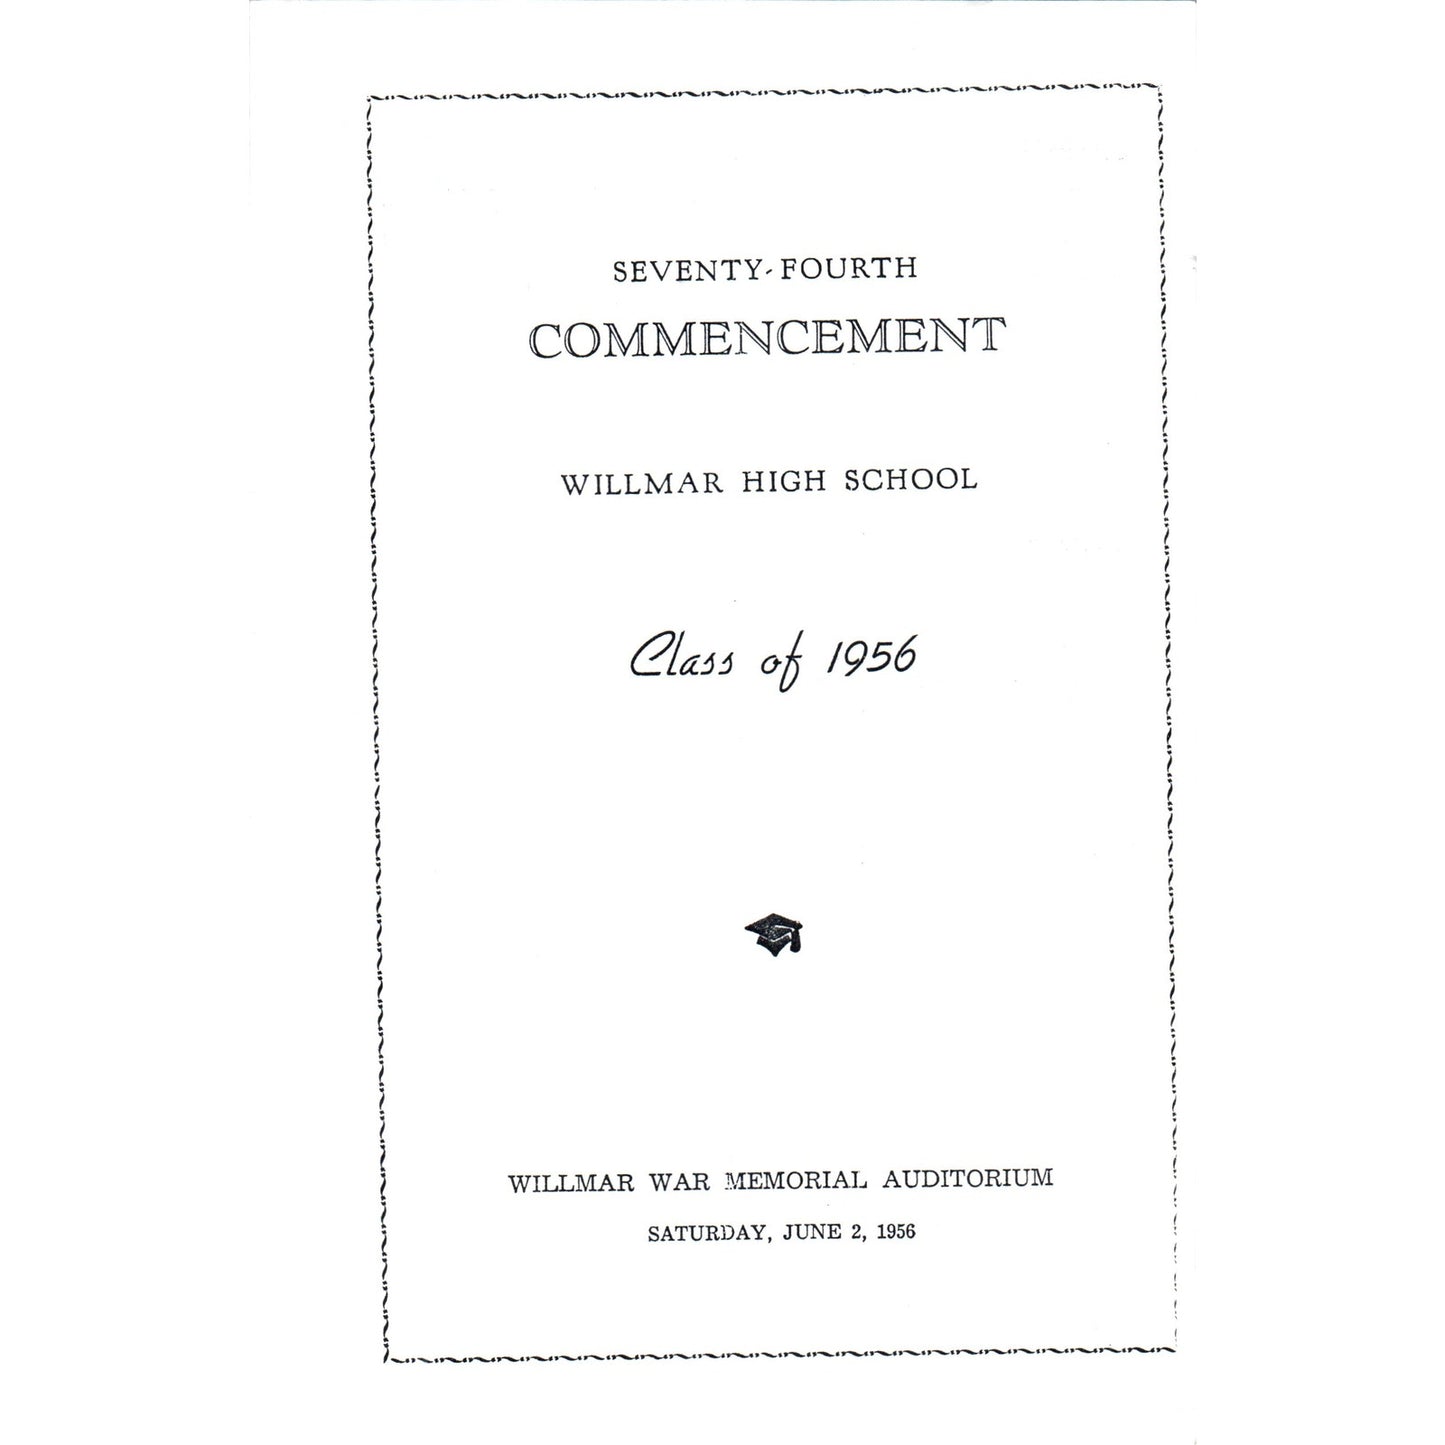 SEVENTY-FOURTH
COMMENCEMENT
WILLMAR HIGH SCHOOL
Class of 1956
WILLMAR WAR MEMORIAL AUDITORIUM
SATURDAY, JUNE 2, 1956